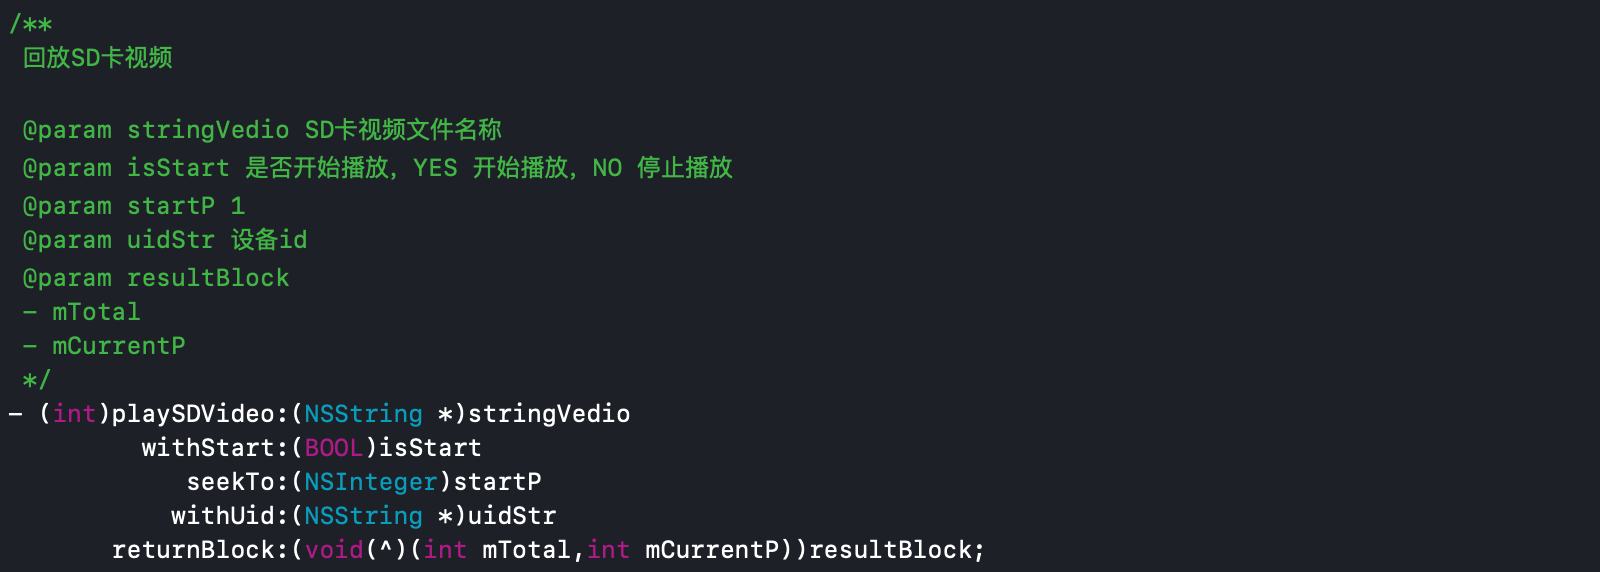 /**
回放SD卡视频
@param stringVedio SD卡视频文件名称
@param isStart 是否开始播放，YES 开始播放，NO 停止播放
@param startP 1
@param uidStr 设备id
@param resultBlock
- mTotal
- mCurrentP
*/
- (int)playSDVideo:(NSString *)stringVedio
withStart:(BOOL)isStart
seekTo:(NSInteger)startP
withUid:(NSString *)uidStr
returnBlock:(void(^)(int mTotal,int mCurrentP))resultBlock;